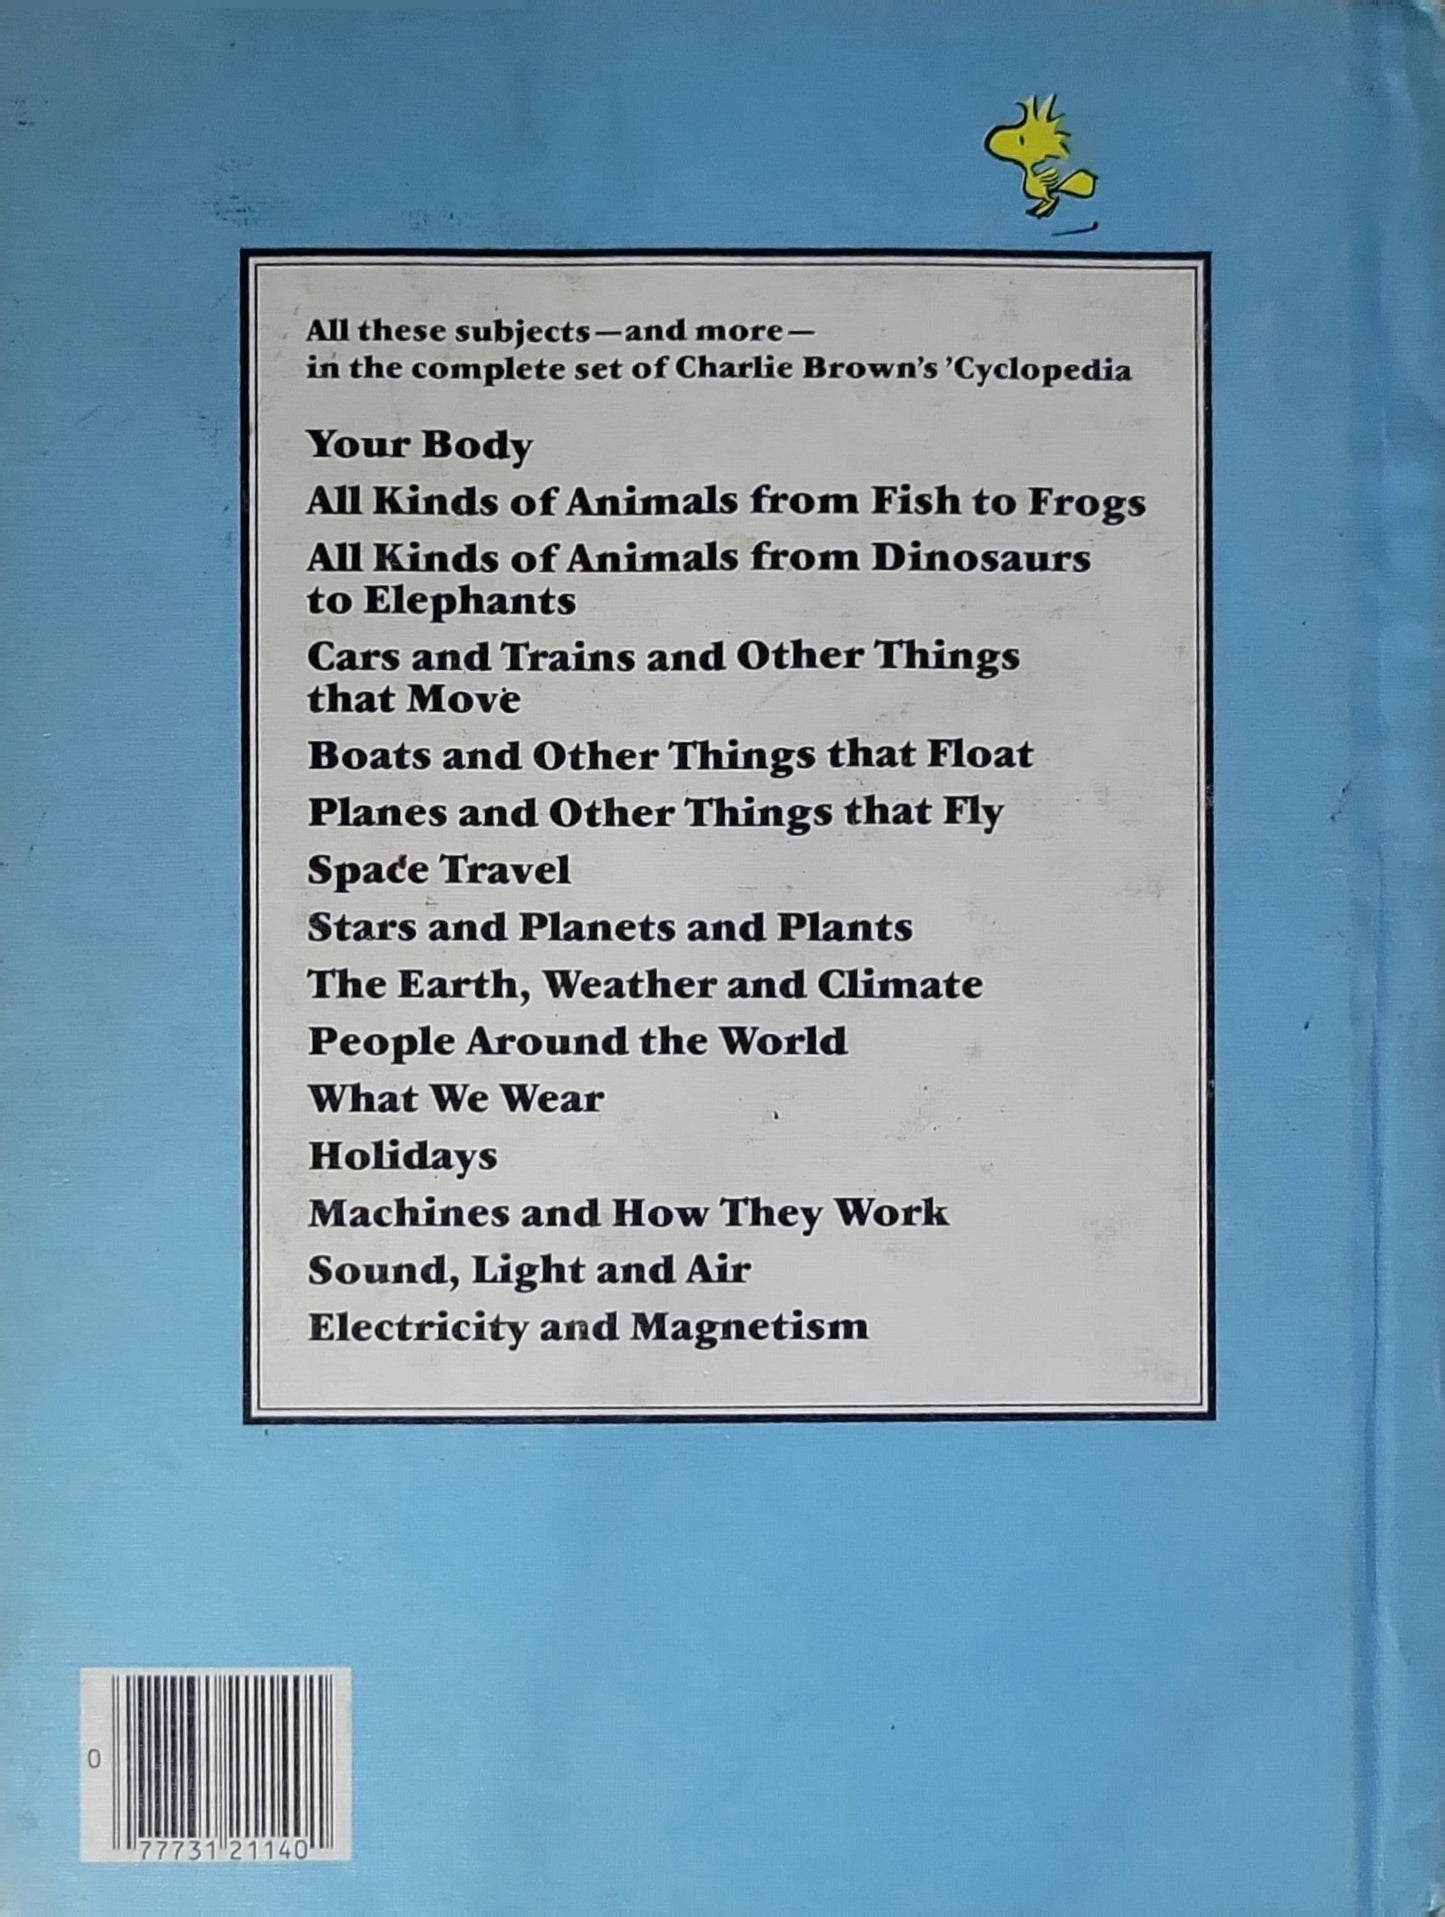 All these subjects—and more—
in the complete set of Charlie Brown's 'Cyclopedia
Your Body
All Kinds of Animals from Fish to Frogs
All Kinds of Animals from Dinosaurs
to Elephants
Cars and Trains and Other Things
that Move
Boats and Other Things that Float
Planes and Other Things that Fly
Space Travel
Stars and Planets and Plants
The Earth, Weather and Climate
People Around the World
What We Wear
Holidays
Machines and How They Work
Sound, Light and Air
Electricity and Magnetism
0
77731 21140